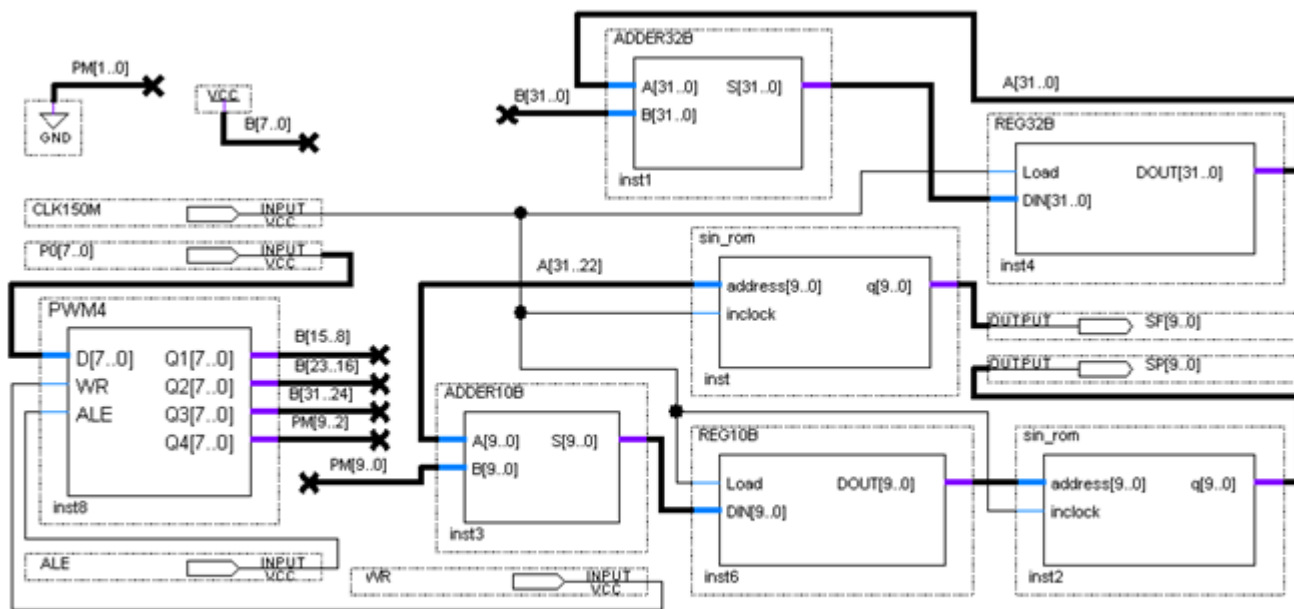 ADDER32B
PM[1..0]
GND
VCC
B[7..0]
B[31..0]
A[31..0]
S[31..0]
B[31..0]
inst1
A[31..0]
REG32B
Load
DOUT[31..0]
DIN[31..0]
inst4
CLK150M
INPUT
VCC
P0[7..0]
INPUT
VCC
sin_rom
A[31..22]
address[9..0]
q[9..0]
inclock
inst
OUTPUT
SF[9..0]
OUTPUT
SP[9..0]
PWM4
D[7..0]
Q1[7..0]
WR
Q2[7..0]
ALE
Q3[7..0]
Q4[7..0]
inst8
B[15..8]
B[23..16]
B[31..24]
PM[9..2]
PM[9..0]
ADDER10B
A[9..0]
S[9..0]
B[9..0]
inst3
REG10B
Load
DOUT[9..0]
DIN[9..0]
inst6
sin_rom
address[9..0]
q[9..0]
inclock
inst2
ALE
INPUT
VCC
WR
INPUT
VCC